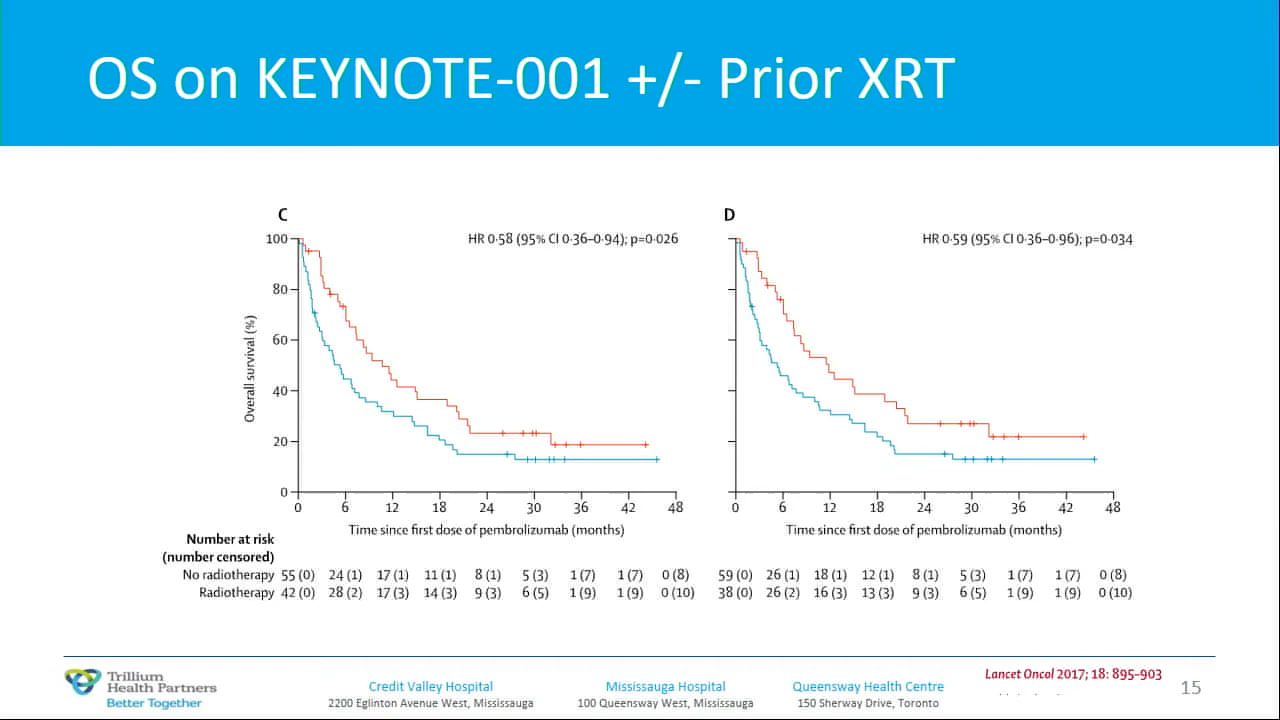 OS on KEYNOTE-001 +/- Prior XRT
C
HR 0·58 (95% CI 0·36–0·94); p=0·026
100
80
60
40
20
0
Overall survival (%)
0 6 12 18 24 30 36 42 48
Time since first dose of pembrolizumab (months)
D
HR 0·59 (95% CI 0·36–0·96); p=0·034
0 6 12 18 24 30 36 42 48
Time since first dose of pembrolizumab (months)
Number at risk
(number censored)
No radiotherapy 55 (0) 24 (1) 17 (1) 11 (1) 8 (1) 5 (3) 1 (7) 1 (7) 0 (8) 59 (0) 26 (1) 18 (1) 12 (1) 8 (1) 5 (3) 1 (7) 1 (7) 0 (8)
Radiotherapy 42 (0) 28 (2) 17 (3) 14 (3) 9 (3) 6 (5) 1 (9) 1 (9) 0 (10) 38 (0) 26 (2) 16 (3) 13 (3) 9 (3) 6 (5) 1 (9) 1 (9) 0 (10)
Trillium
Health Partners
Better Together
Credit Valley Hospital
2200 Eglinton Avenue West, Mississauga
Mississauga Hospital
100 Queensway West, Mississauga
Queensway Health Centre
150 Sherway Drive, Toronto
Lancet Oncol 2017; 18: 895–903
15